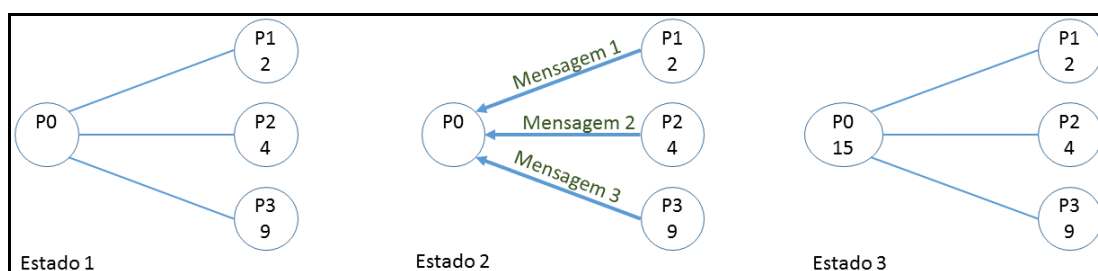 P1
2
P0
P2
4
P3
9
Estado 1
P1
2
Mensagem 1
P0
Mensagem 2
P2
4
Mensagem 3
P3
9
Estado 2
P1
2
P0
15
P2
4
P3
9
Estado 3